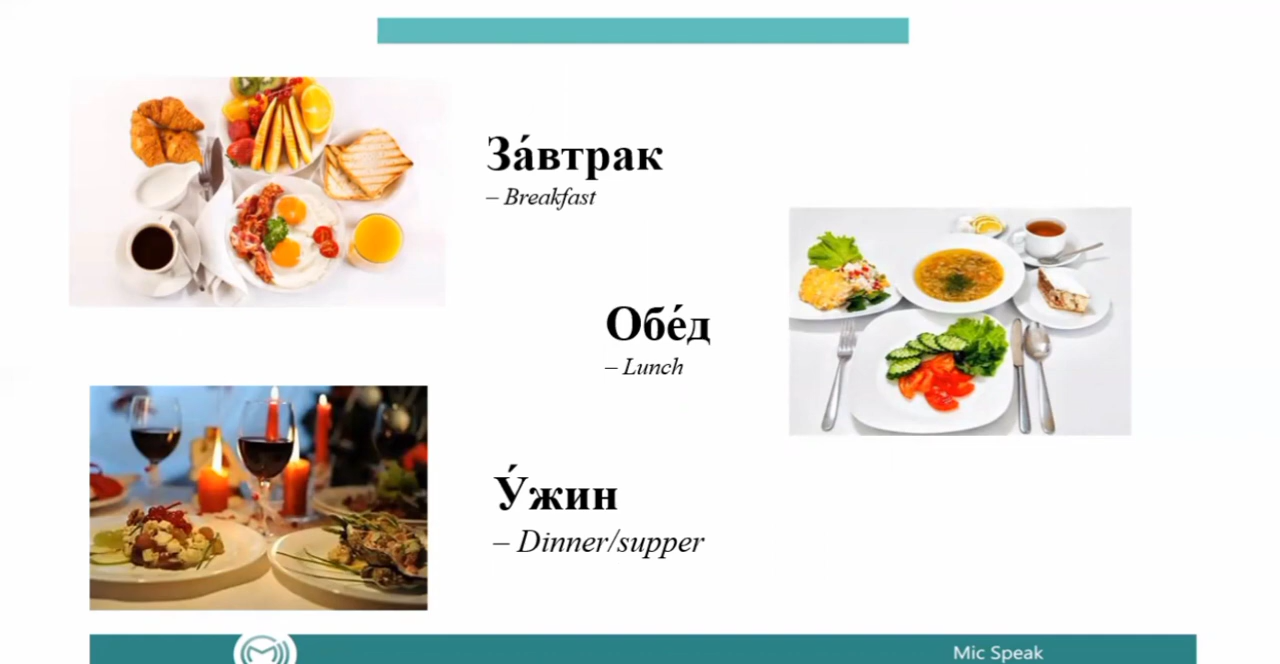 За́втрак
– Breakfast
Обе́д
– Lunch
У́жин
– Dinner/supper
Mic Speak